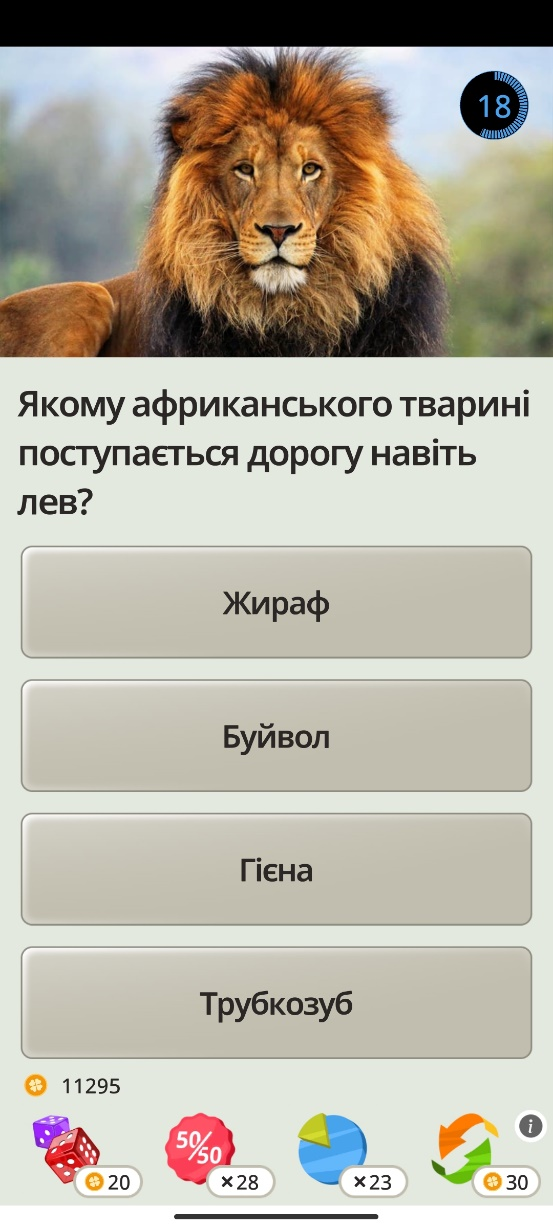 18
Якому африканського тварині
поступається дорогу навіть
лев?
Жираф
Буйвол
Гієна
Трубкозуб
11295
50/50
20
×28
×23
30
i